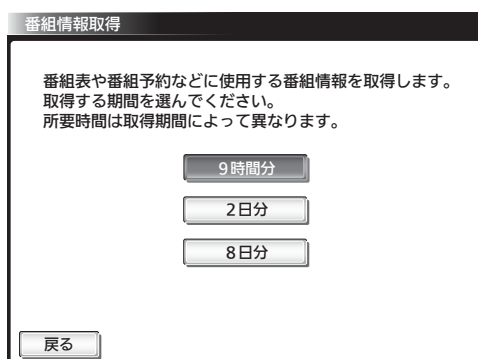 番組情報取得
番組表や番組予約などに使用する番組情報を取得します。
取得する期間を選んでください。
所要時間は取得期間によって異なります。
9時間分
2日分
8日分
戻る